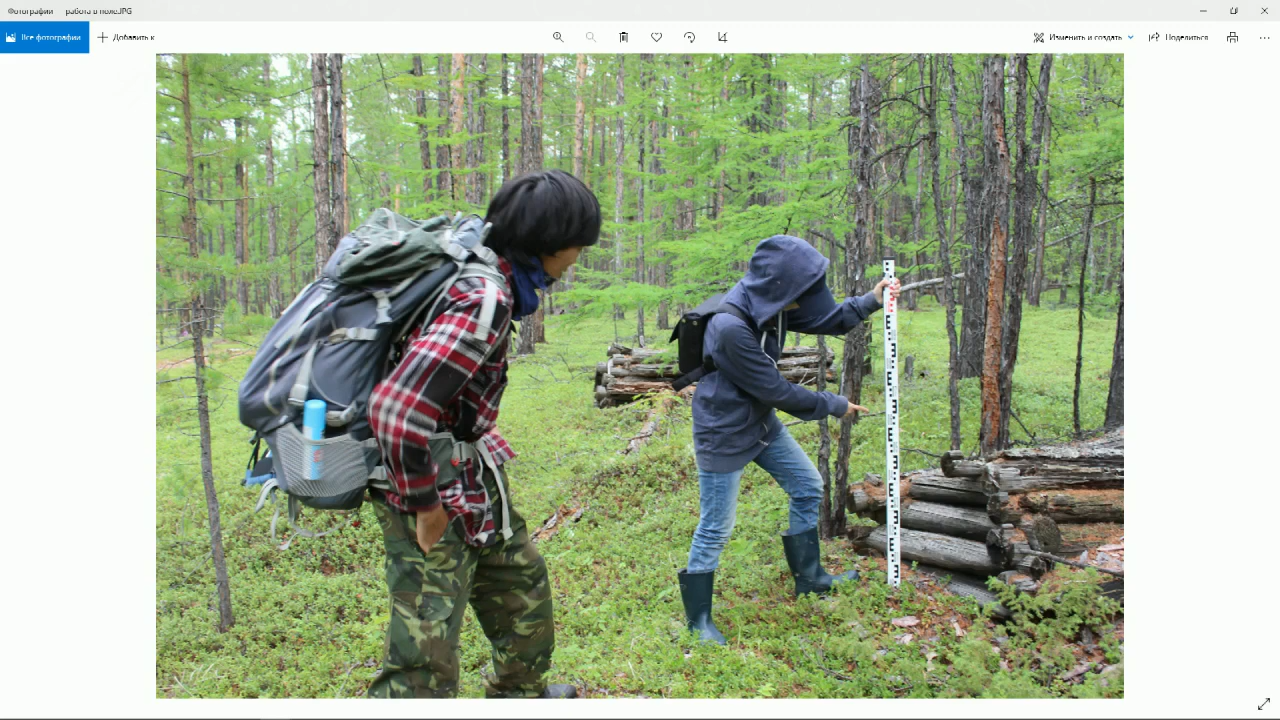 Фотографии
работа в поле.JPG
Все фотографии
Добавить к
Изменить и создать
Поделиться